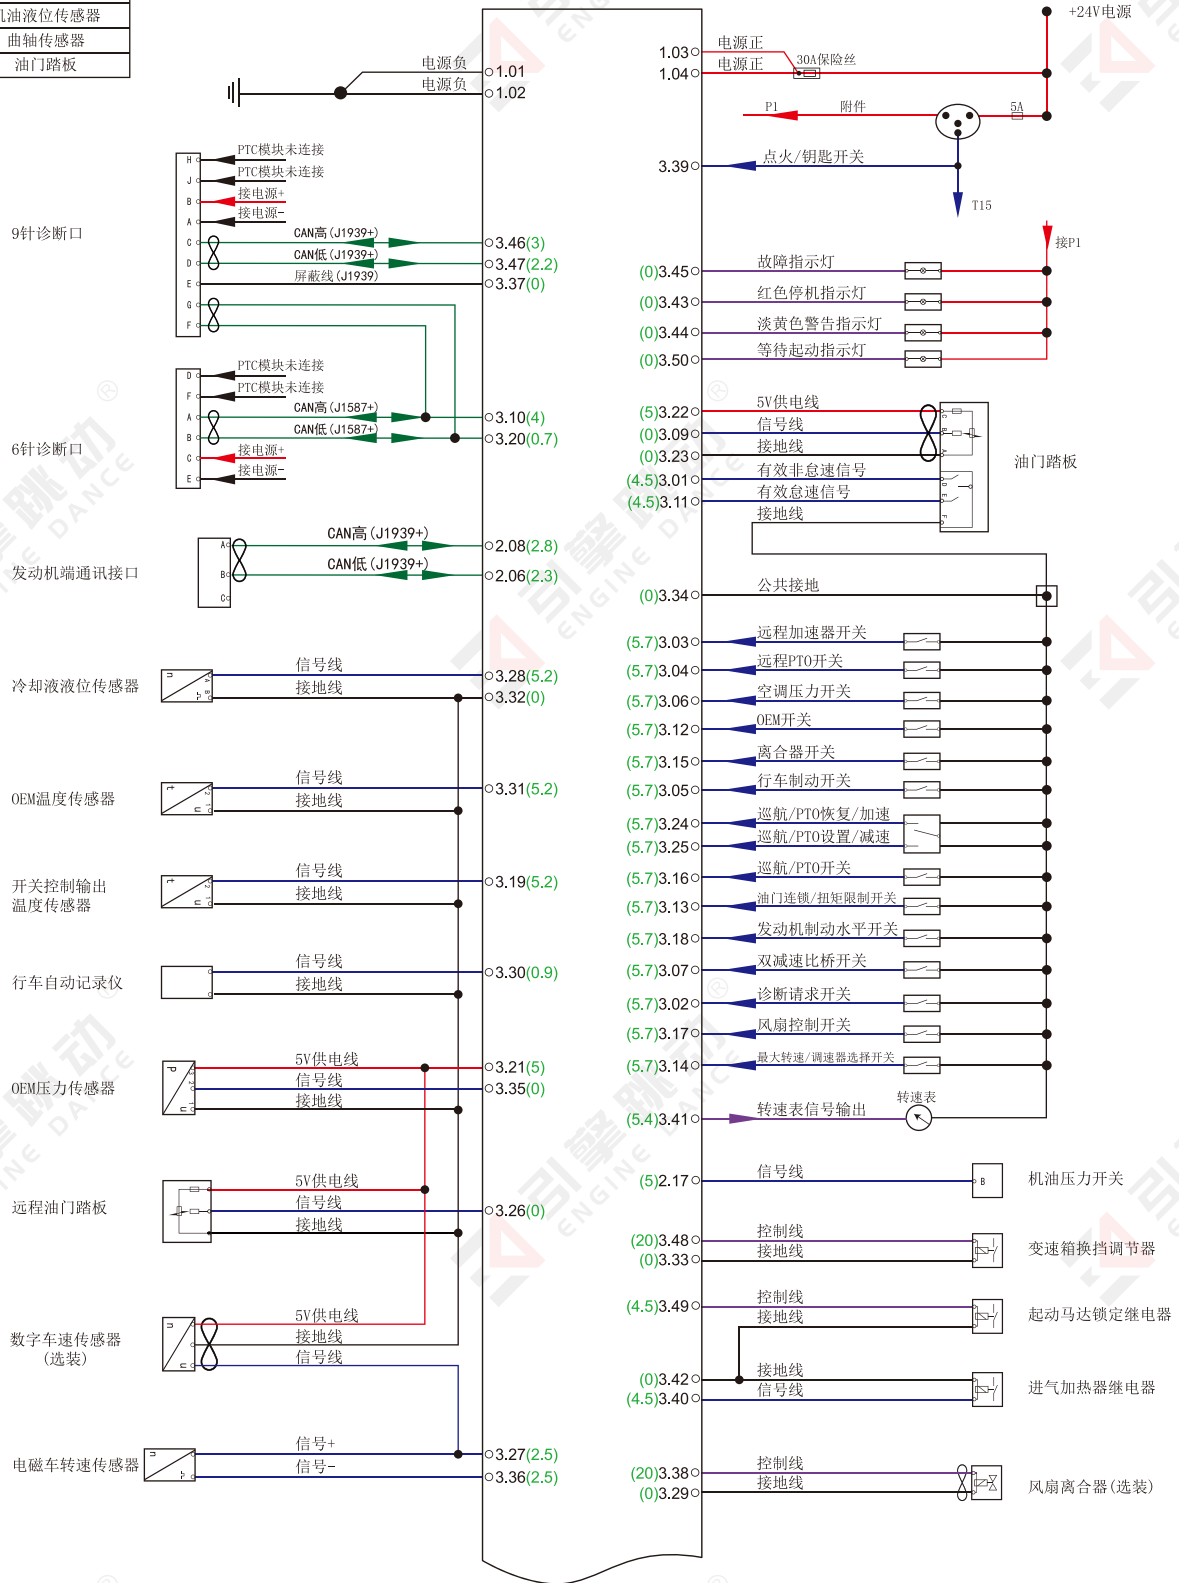 机油液位传感器
曲轴传感器
油门踏板
+24V电源
电源负
1.01
电源负
1.02
1.03
电源正
30A保险丝
1.04
电源正
P1
附件
5A
3.39
点火/钥匙开关
T15
接P1
9针诊断口
H PTC模块未连接
J PTC模块未连接
B 接电源+
A 接电源-
C CAN高(J1939+) 3.46(3)
D CAN低(J1939+) 3.47(2.2)
E 屏蔽线(J1939) 3.37(0)
G
F
6针诊断口
D PTC模块未连接
F PTC模块未连接
A CAN高(J1587+) 3.10(4)
B CAN低(J1587+) 3.20(0.7)
C 接电源+
E 接电源-
发动机端通讯接口
A CAN高(J1939+) 2.08(2.8)
B CAN低(J1939+) 2.06(2.3)
C
冷却液液位传感器
n A B
信号线 3.28(5.2)
接地线 3.32(0)
OEM温度传感器
t u 2 1
信号线 3.31(5.2)
接地线
开关控制输出
温度传感器
t u 2 1
信号线 3.19(5.2)
接地线
行车自动记录仪
信号线 3.30(0.9)
接地线
OEM压力传感器
P u 3 2 1
5V供电线 3.21(5)
信号线 3.35(0)
接地线
远程油门踏板
5V供电线
信号线 3.26(0)
接地线
数字车速传感器
(选装)
n u
5V供电线
接地线
信号线
电磁车转速传感器
n
信号+ 3.27(2.5)
信号- 3.36(2.5)
(0)3.45 故障指示灯
(0)3.43 红色停机指示灯
(0)3.44 淡黄色警告指示灯
(0)3.50 等待起动指示灯
(5)3.22 5V供电线 C
(0)3.09 信号线 B
(0)3.23 接地线 A
油门踏板
(4.5)3.01 有效非怠速信号 D
(4.5)3.11 有效怠速信号 E
接地线 F
(0)3.34 公共接地
(5.7)3.03 远程加速器开关
(5.7)3.04 远程PTO开关
(5.7)3.06 空调压力开关
(5.7)3.12 OEM开关
(5.7)3.15 离合器开关
(5.7)3.05 行车制动开关
(5.7)3.24 巡航/PTO恢复/加速
(5.7)3.25 巡航/PTO设置/减速
(5.7)3.16 巡航/PTO开关
(5.7)3.13 油门连锁/扭矩限制开关
(5.7)3.18 发动机制动水平开关
(5.7)3.07 双减速比桥开关
(5.7)3.02 诊断请求开关
(5.7)3.17 风扇控制开关
(5.7)3.14 最大转速/调速器选择开关
(5.4)3.41 转速表信号输出 转速表
(5)2.17 信号线 B 机油压力开关
(20)3.48 控制线
(0)3.33 接地线
变速箱换挡调节器
(4.5)3.49 控制线
接地线
起动马达锁定继电器
(0)3.42 接地线
(4.5)3.40 信号线
进气加热器继电器
(20)3.38 控制线
(0)3.29 接地线
风扇离合器(选装)
引擎跳动
ENGINE DANCE
®